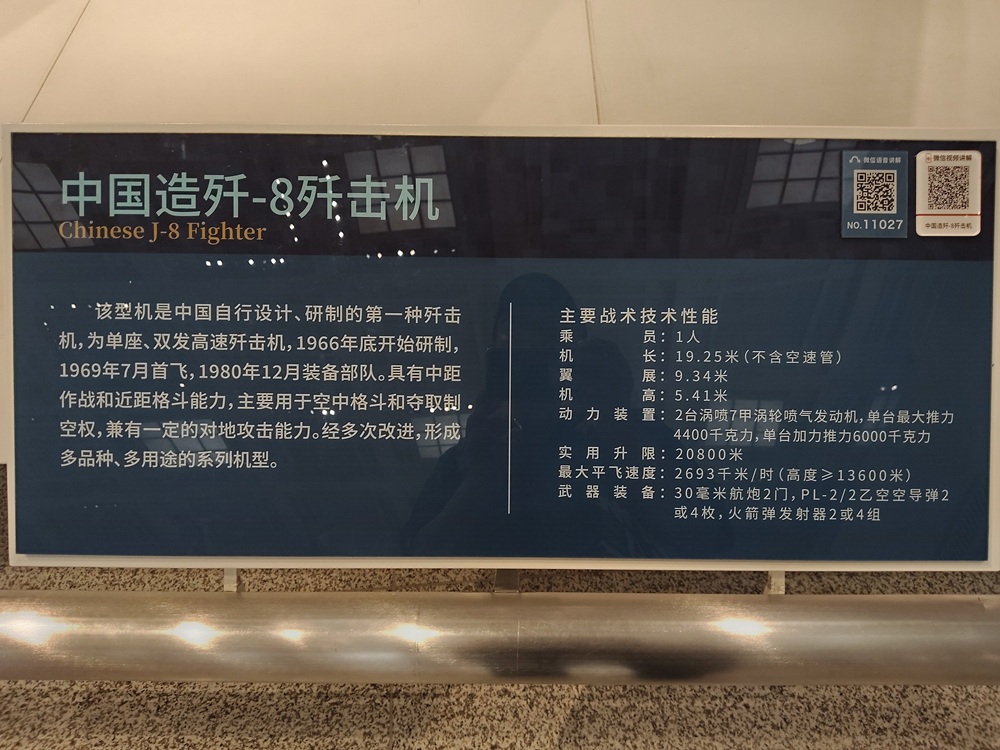 中国造歼-8歼击机
Chinese J-8 Fighter
微信语音讲解
NO.11027
微信视频讲解
中国造歼-8歼击机
该型机是中国自行设计、研制的第一种歼击
机，为单座、双发高速歼击机，1966年底开始研制，
1969年7月首飞，1980年12月装备部队。具有中距
作战和近距格斗能力，主要用于空中格斗和夺取制
空权，兼有一定的对地攻击能力。经多次改进，形成
多品种、多用途的系列机型。
主要战术技术性能
乘员：1人
机长：19.25米（不含空速管）
翼展：9.34米
机高：5.41米
动力装置：2台涡喷7甲涡轮喷气发动机，单台最大推力
4400千克力，单台加力推力6000千克力
实用升限：20800米
最大平飞速度：2693千米/时（高度≥13600米）
武器装备：30毫米航炮2门，PL-2/2乙空空导弹2
或4枚，火箭弹发射器2或4组